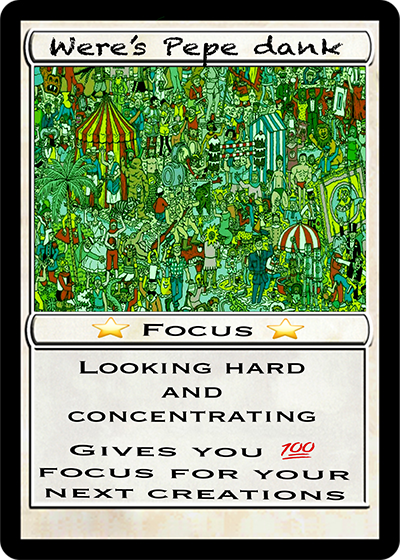 Were's Pepe dank
⭐ Focus ⭐
Looking hard
and
concentrating
Gives you 💯
focus for your
next creations